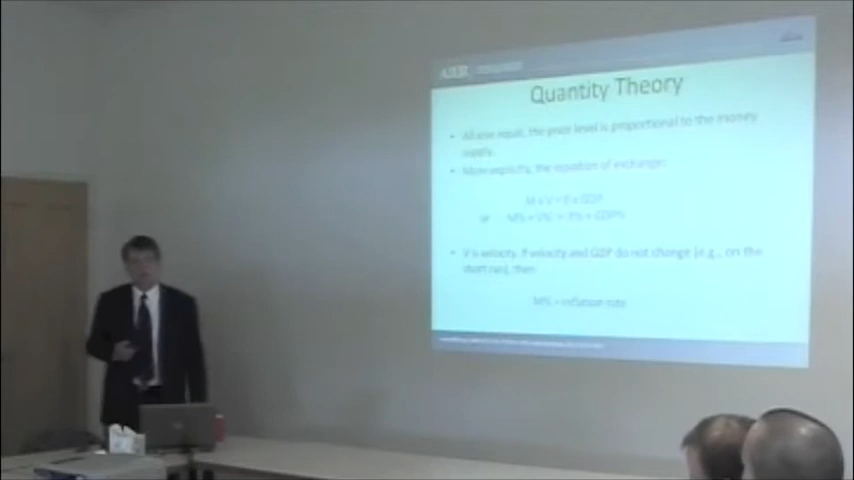 AIER
Quantity Theory
• All else equal, the price level is proportional to the money
supply.
• More explicitly, the equation of exchange:
M x V = P x GDP
or M% + V% = P% + GDP%
• V is velocity. If velocity and GDP do not change (e.g., on the
short run), then:
M% = inflation rate